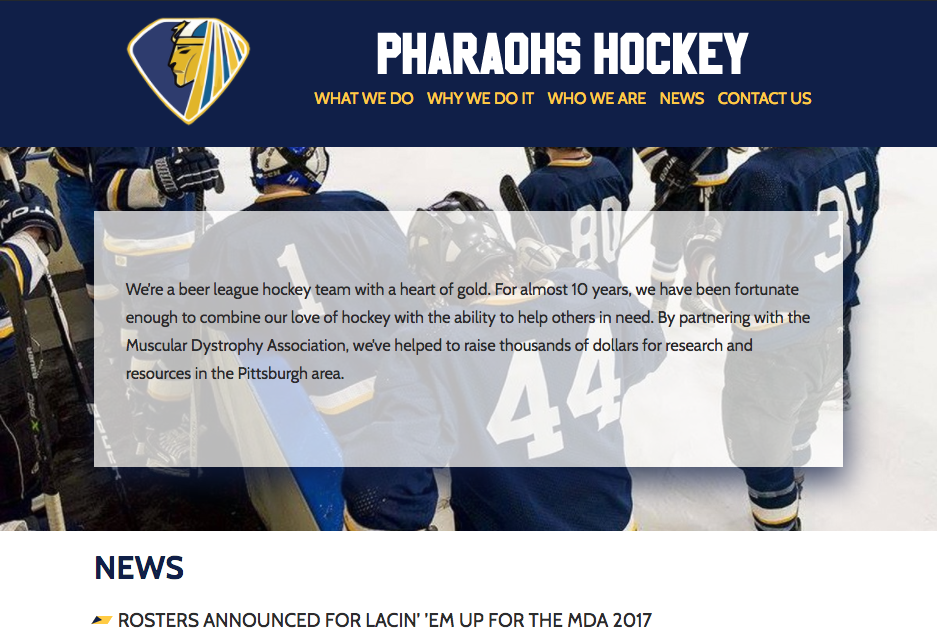 PHARAOHS HOCKEY
WHAT WE DO WHY WE DO IT WHO WE ARE NEWS CONTACT US
1
80
35
We're a beer league hockey team with a heart of gold. For almost 10 years, we have been fortunate
enough to combine our love of hockey with the ability to help others in need. By partnering with the
Muscular Dystrophy Association, we've helped to raise thousands of dollars for research and
resources in the Pittsburgh area.
44
NEWS
ROSTERS ANNOUNCED FOR LACIN' 'EM UP FOR THE MDA 2017